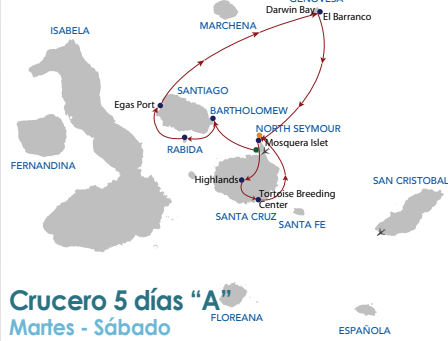 GENOVESA
Darwin Bay
El Barranco
ISABELA
MARCHENA
SANTIAGO
Egas Port
BARTHOLOMEW
NORTH SEYMOUR
Mosquera Islet
RABIDA
FERNANDINA
Highlands
Tortoise Breeding
Center
SAN CRISTOBAL
SANTA CRUZ
SANTA FE
Crucero 5 días “A”
Martes - Sábado
FLOREANA
ESPAÑOLA